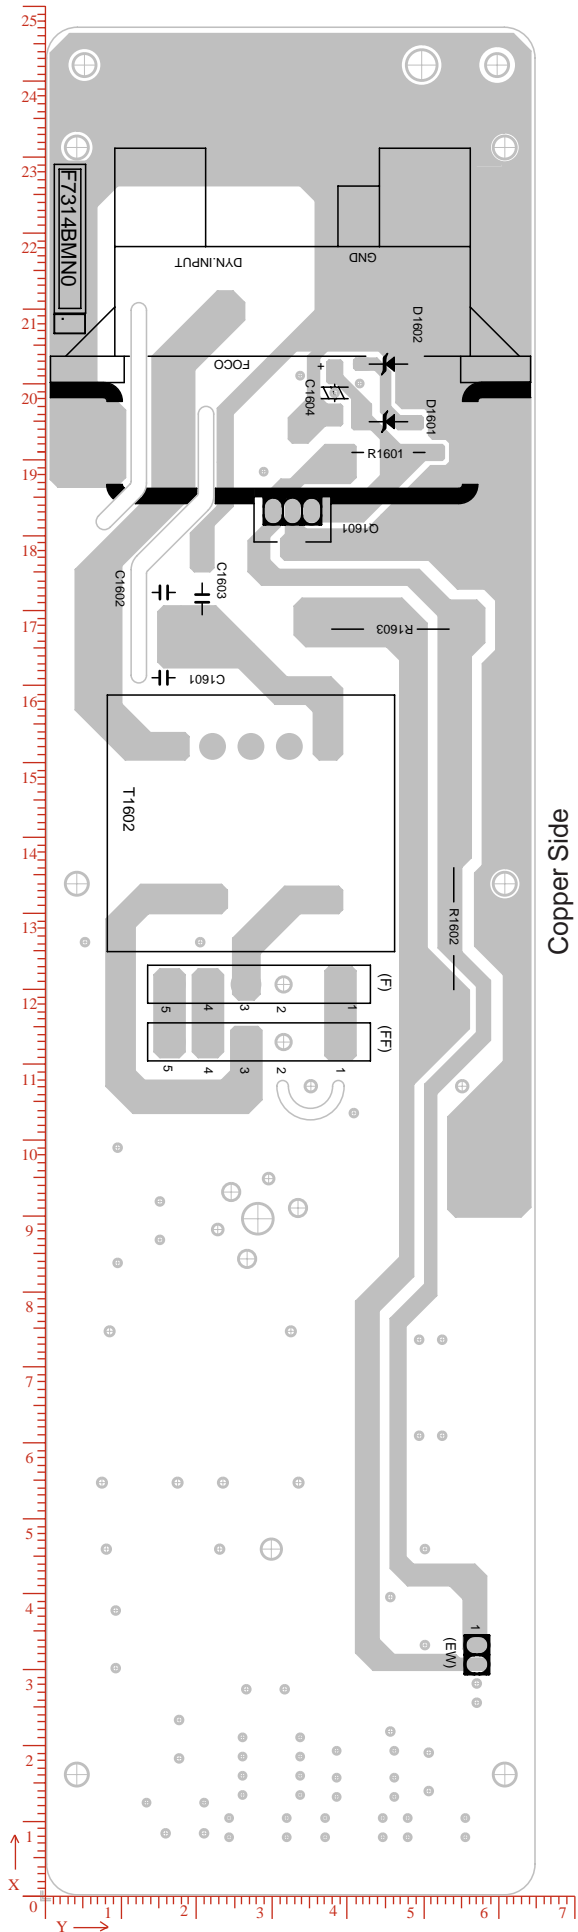 25
24
23
F7314BMN0
22
DYN.INPUT
GND
21
D1602
FOCO
+
20
C1604
D1601
19
R1601
18
Q1601
C1602
C1603
17
R1603
C1601
16
15
T1602
14
Copper Side
13
R1602
12
(F)
5
4
3
2
1
(FF)
11
5
4
3
2
1
10
9
8
7
6
5
4
1
(EW)
3
2
1
X
0
1
2
3
4
5
6
7
Y